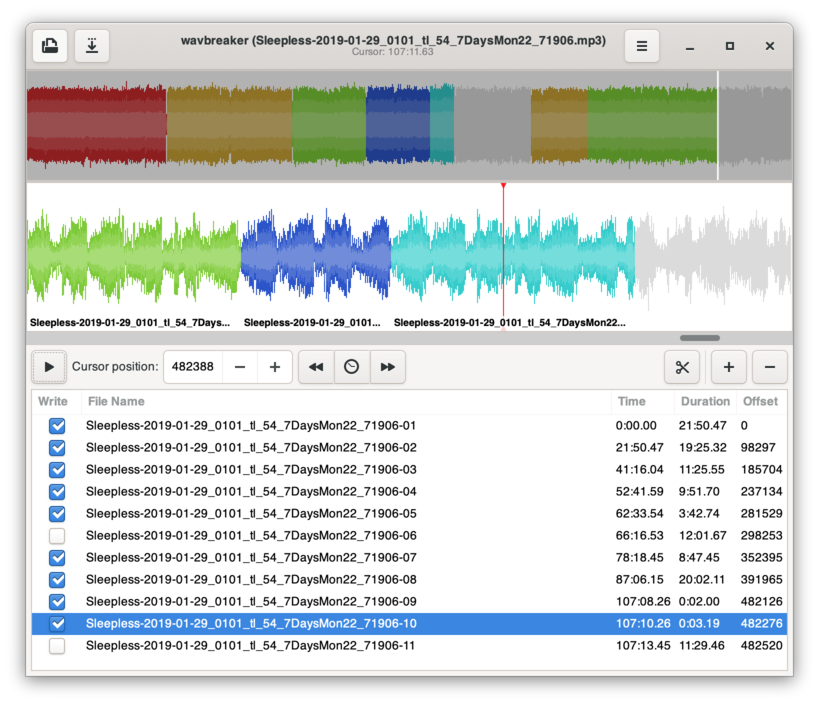 wavbreaker (Sleepless-2019-01-29_0101_tl_54_7DaysMon22_71906.mp3)
Cursor: 107:11.63
Sleepless-2019-01-29_0101_tl_54_7Days... Sleepless-2019-01-29_0101... Sleepless-2019-01-29_0101_tl_54_7DaysMon22...
Cursor position: 482388
Write File Name Time Duration Offset
Sleepless-2019-01-29_0101_tl_54_7DaysMon22_71906-01 0:00.00 21:50.47 0
Sleepless-2019-01-29_0101_tl_54_7DaysMon22_71906-02 21:50.47 19:25.32 98297
Sleepless-2019-01-29_0101_tl_54_7DaysMon22_71906-03 41:16.04 11:25.55 185704
Sleepless-2019-01-29_0101_tl_54_7DaysMon22_71906-04 52:41.59 9:51.70 237134
Sleepless-2019-01-29_0101_tl_54_7DaysMon22_71906-05 62:33.54 3:42.74 281529
Sleepless-2019-01-29_0101_tl_54_7DaysMon22_71906-06 66:16.53 12:01.67 298253
Sleepless-2019-01-29_0101_tl_54_7DaysMon22_71906-07 78:18.45 8:47.45 352395
Sleepless-2019-01-29_0101_tl_54_7DaysMon22_71906-08 87:06.15 20:02.11 391965
Sleepless-2019-01-29_0101_tl_54_7DaysMon22_71906-09 107:08.26 0:02.00 482126
Sleepless-2019-01-29_0101_tl_54_7DaysMon22_71906-10 107:10.26 0:03.19 482276
Sleepless-2019-01-29_0101_tl_54_7DaysMon22_71906-11 107:13.45 11:29.46 482520